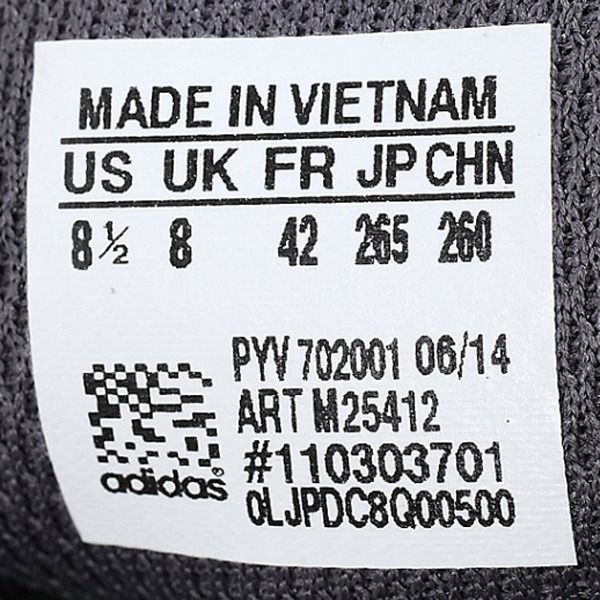 MADE IN VIETNAM
US UK FR JP CHN
8½ 8 42 265 260
PYV 702001 06/14
ART M25412
#110303701
adidas®
0LJPDC8Q00500